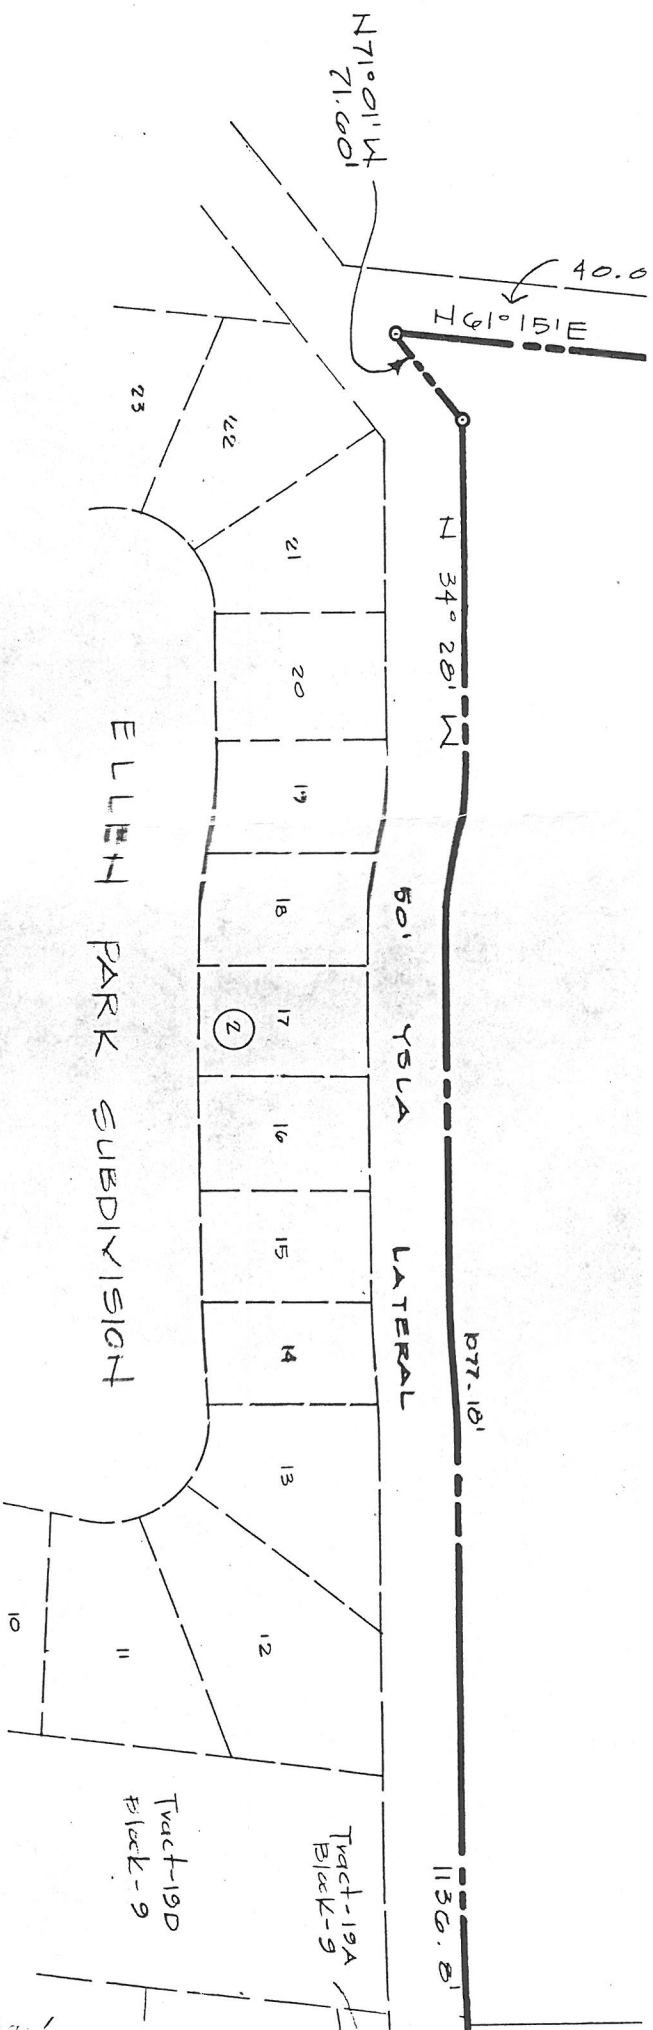 N71°01'W
71.60'
40.0
N61°15'E
N 34° 28' W
1077.18'
1136.8'
50' YSLA LATERAL
23
22
21
20
19
18
17
2
16
15
14
13
12
11
10
ELLEN PARK SUBDIVISION
Tract-19A
Block-9
Tract-19D
Block-9